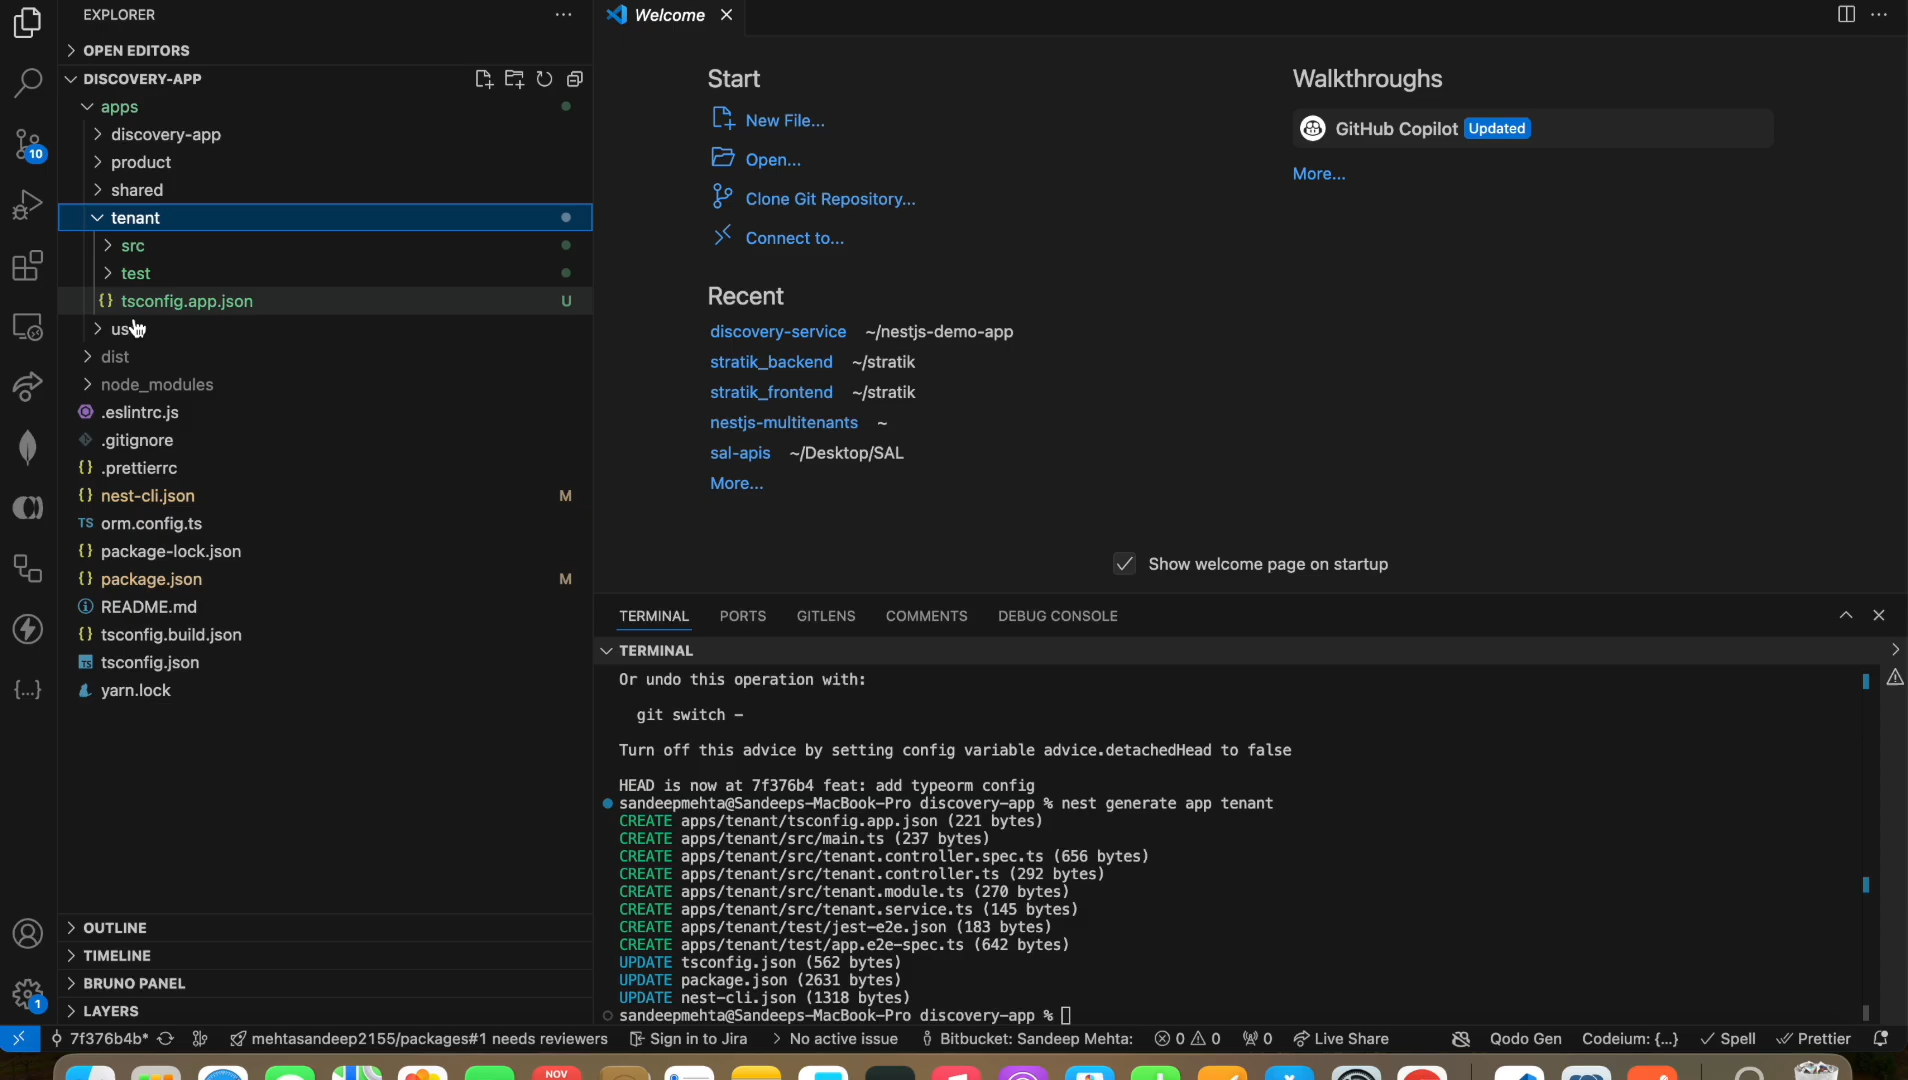 EXPLORER
OPEN EDITORS
DISCOVERY-APP
apps
discovery-app
product
shared
tenant
src
test
{} tsconfig.app.json U
dist
node_modules
.eslintrc.js
.gitignore
{} .prettierrc
{} nest-cli.json M
TS orm.config.ts
{} package-lock.json
{} package.json M
README.md
{} tsconfig.build.json
TS tsconfig.json
yarn.lock
OUTLINE
TIMELINE
BRUNO PANEL
LAYERS
10
{...}
1
Welcome
Start
New File...
Open...
Clone Git Repository...
Connect to...
Recent
discovery-service ~/nestjs-demo-app
stratik_backend ~/stratik
stratik_frontend ~/stratik
nestjs-multitenants ~
sal-apis ~/Desktop/SAL
More...
Walkthroughs
GitHub Copilot Updated
More...
Show welcome page on startup
TERMINAL PORTS GITLENS COMMENTS DEBUG CONSOLE
TERMINAL
Or undo this operation with:
git switch -
Turn off this advice by setting config variable advice.detachedHead to false
HEAD is now at 7f376b4 feat: add typeorm config
sandeepmehta@Sandeeps-MacBook-Pro discovery-app % nest generate app tenant
CREATE apps/tenant/tsconfig.app.json (221 bytes)
CREATE apps/tenant/src/main.ts (237 bytes)
CREATE apps/tenant/src/tenant.controller.spec.ts (656 bytes)
CREATE apps/tenant/src/tenant.controller.ts (292 bytes)
CREATE apps/tenant/src/tenant.module.ts (270 bytes)
CREATE apps/tenant/src/tenant.service.ts (145 bytes)
CREATE apps/tenant/test/jest-e2e.json (183 bytes)
CREATE apps/tenant/test/app.e2e-spec.ts (642 bytes)
UPDATE tsconfig.json (562 bytes)
UPDATE package.json (2631 bytes)
UPDATE nest-cli.json (1318 bytes)
sandeepmehta@Sandeeps-MacBook-Pro discovery-app %
7f376b4b* mehtasandeep2155/packages#1 needs reviewers Sign in to Jira No active issue Bitbucket: Sandeep Mehta: 0 0 0 Live Share Qodo Gen Codeium: {...} Spell Prettier
NOV